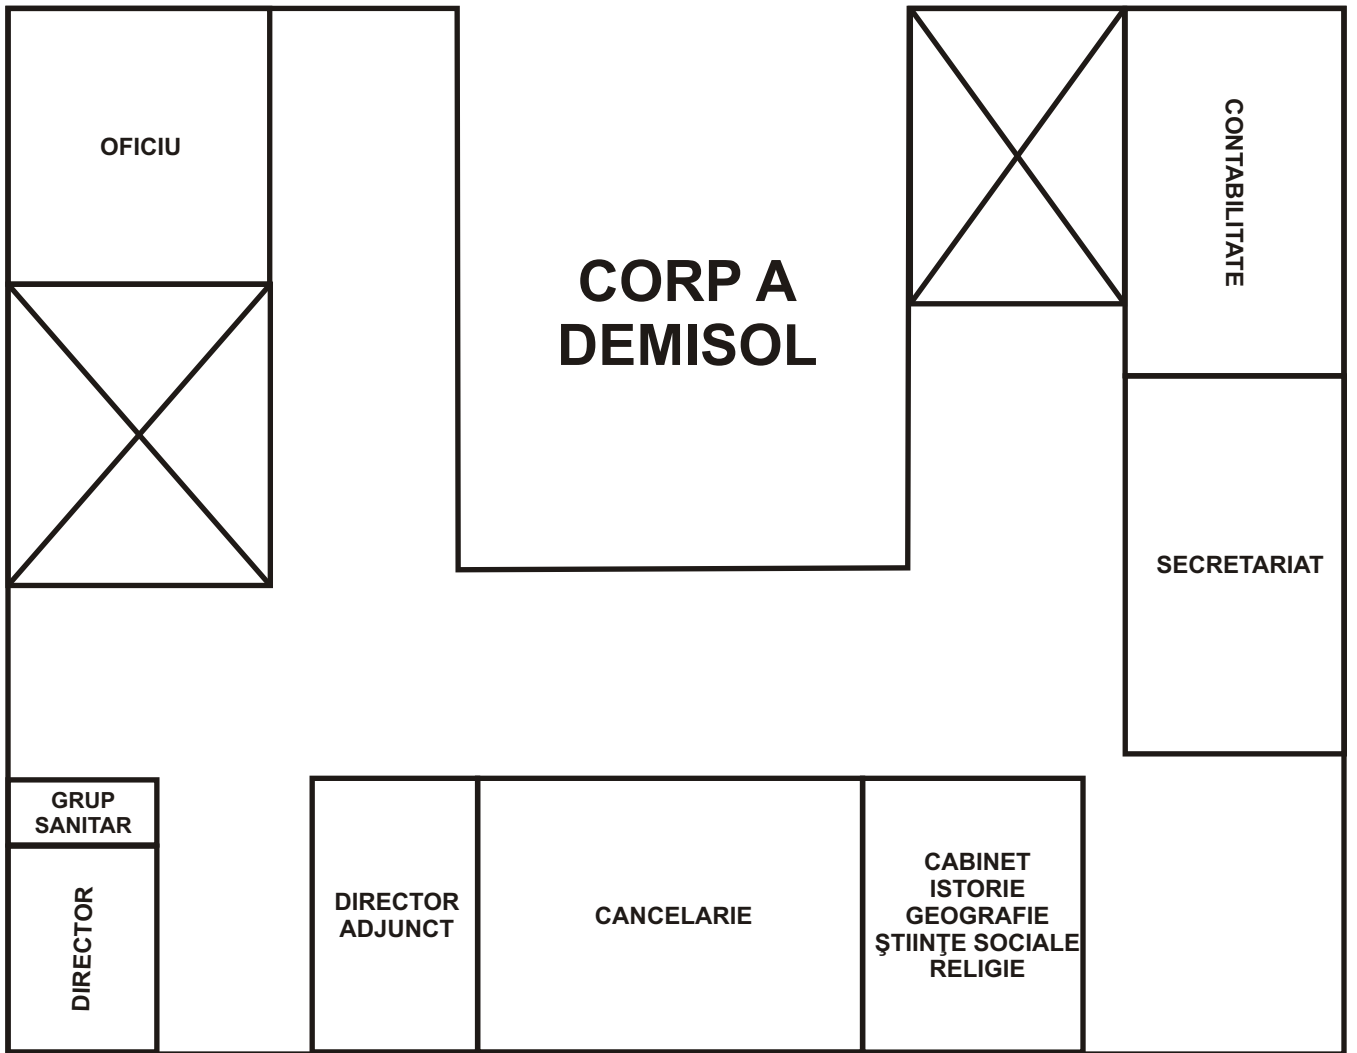 OFICIU
CORP A
DEMISOL
CONTABILITATE
SECRETARIAT
GRUP
SANITAR
DIRECTOR
DIRECTOR
ADJUNCT
CANCELARIE
CABINET
ISTORIE
GEOGRAFIE
ŞTIINŢE SOCIALE
RELIGIE